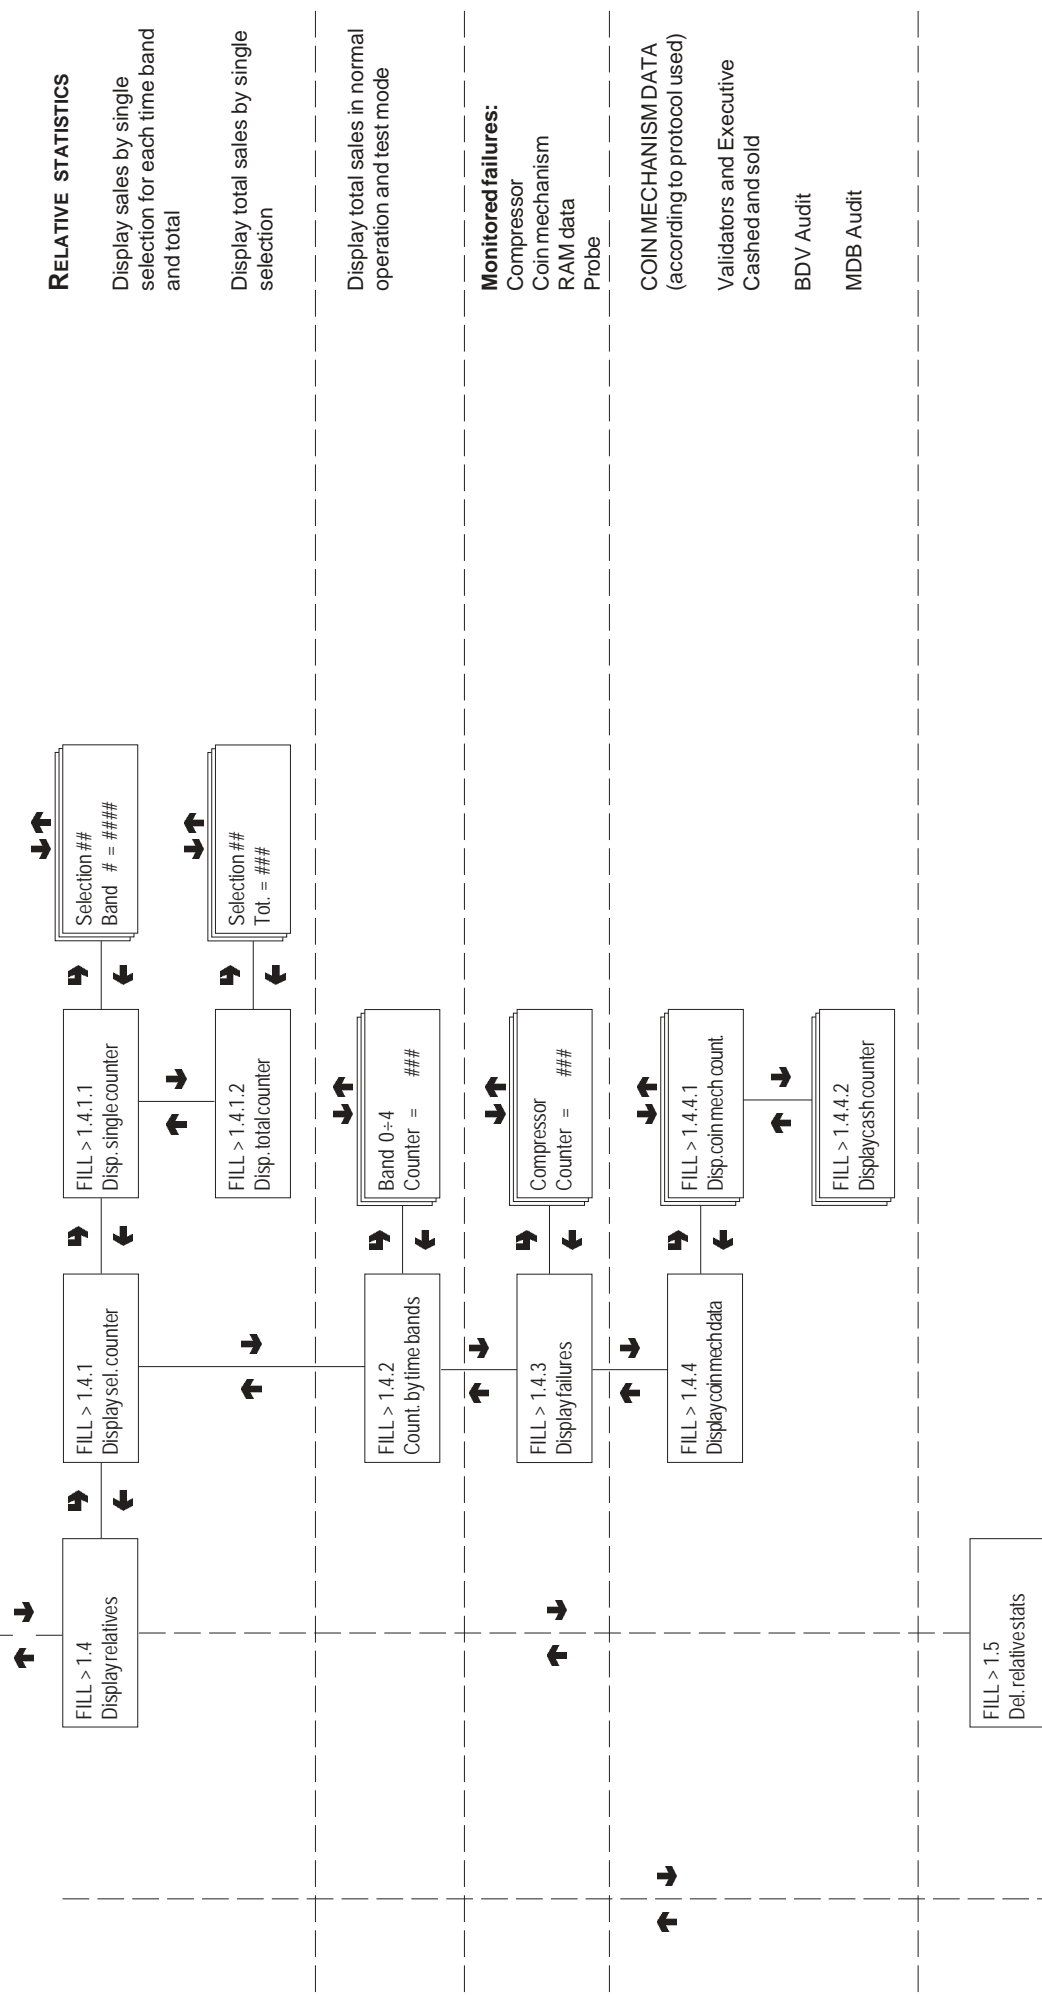 RELATIVE STATISTICS
Display sales by single
selection for each time band
and total
Display total sales by single
selection
Display total sales in normal
operation and test mode
Monitored failures:
Compressor
Coin mechanism
RAM data
Probe
COIN MECHANISM DATA
(according to protocol used)
Validators and Executive
Cashed and sold
BDV Audit
MDB Audit
FILL > 1.4
Display relatives
FILL > 1.4.1
Display sel. counter
FILL > 1.4.1.1
Disp. single counter
Selection ##
Band # = ####
FILL > 1.4.1.2
Disp. total counter
Selection ##
Tot. = ###
FILL > 1.4.2
Count. by time bands
Band 0÷4
Counter = ###
FILL > 1.4.3
Display failures
Compressor
Counter = ###
FILL > 1.4.4
Display coin mech data
FILL > 1.4.4.1
Disp. coin mech count.
FILL > 1.4.4.2
Display cash counter
FILL > 1.5
Del. relative stats